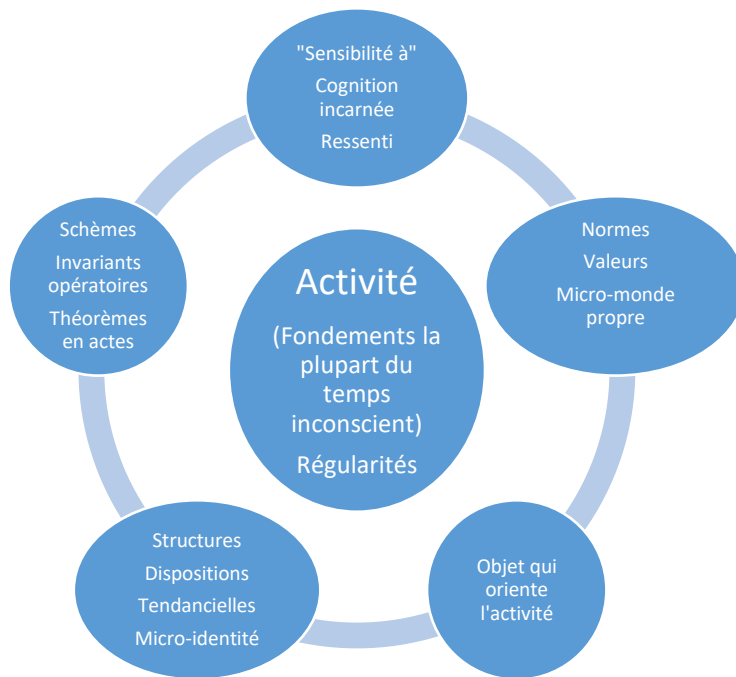 "Sensibilité à"
Cognition
incarnée
Ressenti
Normes
Valeurs
Micro-monde
propre
Objet qui
oriente
l'activité
Structures
Dispositions
Tendancielles
Micro-identité
Schèmes
Invariants
opératoires
Théorèmes
en actes
Activité
(Fondements la
plupart du
temps
inconscient)
Régularités